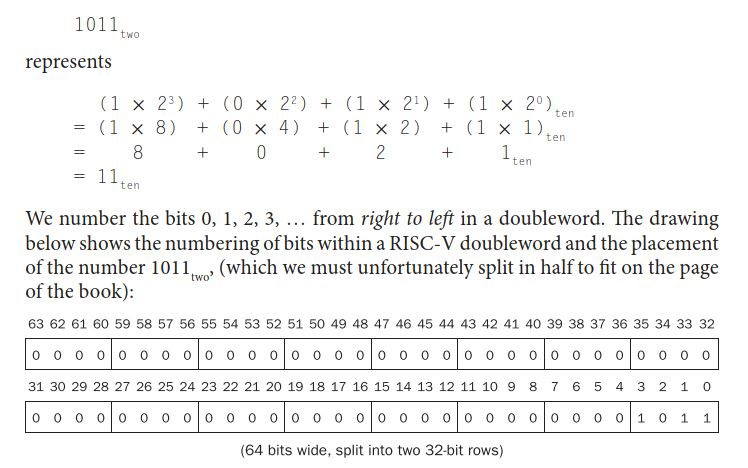 1011two
represents
(1 × 2³) + (0 × 2²) + (1 × 2¹) + (1 × 2⁰)ten
= (1 × 8) + (0 × 4) + (1 × 2) + (1 × 1)ten
= 8 + 0 + 2 + 1ten
= 11ten
We number the bits 0, 1, 2, 3, … from right to left in a doubleword. The drawing
below shows the numbering of bits within a RISC-V doubleword and the placement
of the number 1011two, (which we must unfortunately split in half to fit on the page
of the book):
63 62 61 60 59 58 57 56 55 54 53 52 51 50 49 48 47 46 45 44 43 42 41 40 39 38 37 36 35 34 33 32
0 0 0 0 0 0 0 0 0 0 0 0 0 0 0 0 0 0 0 0 0 0 0 0 0 0 0 0 0 0 0 0
31 30 29 28 27 26 25 24 23 22 21 20 19 18 17 16 15 14 13 12 11 10 9 8 7 6 5 4 3 2 1 0
0 0 0 0 0 0 0 0 0 0 0 0 0 0 0 0 0 0 0 0 0 0 0 0 0 0 0 0 1 0 1 1
(64 bits wide, split into two 32-bit rows)